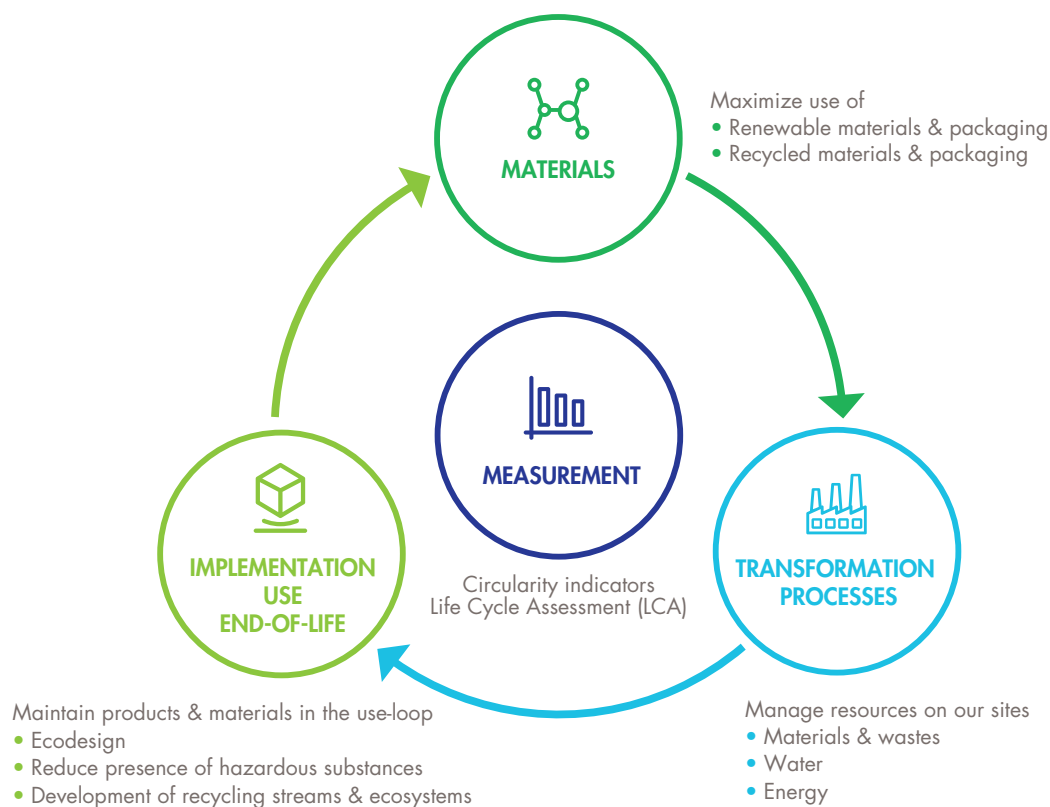 MATERIALS
Maximize use of
• Renewable materials & packaging
• Recycled materials & packaging
MEASUREMENT
Circularity indicators
Life Cycle Assessment (LCA)
TRANSFORMATION
PROCESSES
Manage resources on our sites
• Materials & wastes
• Water
• Energy
IMPLEMENTATION
USE
END-OF-LIFE
Maintain products & materials in the use-loop
• Ecodesign
• Reduce presence of hazardous substances
• Development of recycling streams & ecosystems